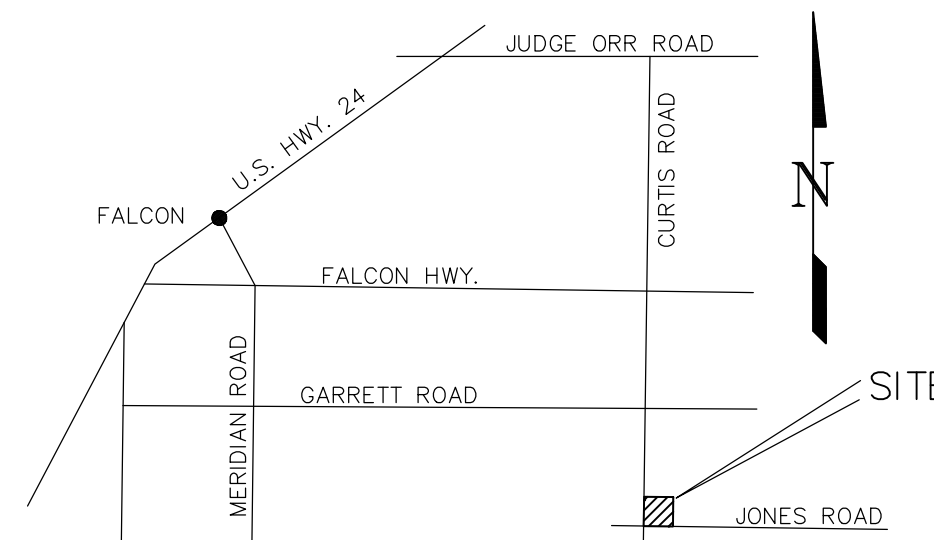 JUDGE ORR ROAD
U.S. HWY. 24
CURTIS ROAD
N
FALCON
FALCON HWY.
MERIDIAN ROAD
GARRETT ROAD
SITE
JONES ROAD